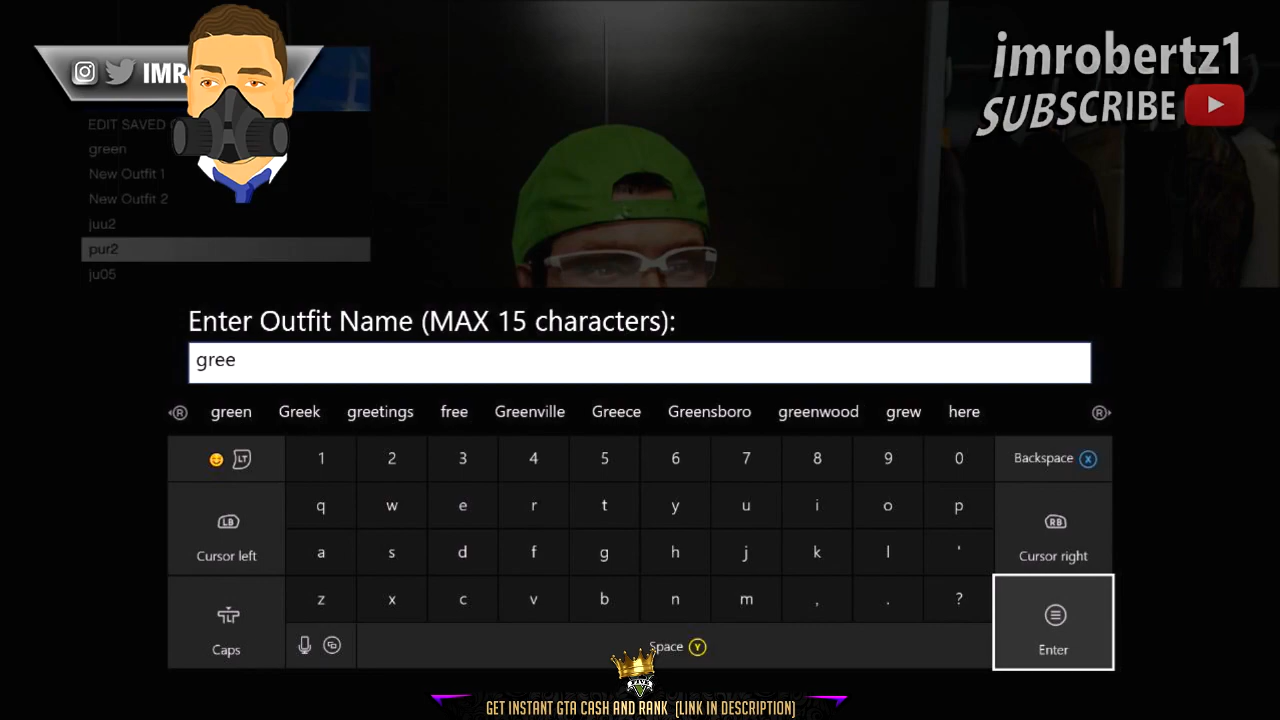 IMR
imrobertz1
SUBSCRIBE
EDIT SAVED
green
New Outfit 1
New Outfit 2
juu2
pur2
ju05
Enter Outfit Name (MAX 15 characters):
gree
R green Greek greetings free Greenville Greece Greensboro greenwood grew here R
LT 1 2 3 4 5 6 7 8 9 0 Backspace X
q w e r t y u i o p
LB RB
Cursor left a s d f g h j k l ' Cursor right
z x c v b n m , . ?
Caps Space Y Enter
GET INSTANT GTA CASH AND RANK (LINK IN DESCRIPTION)